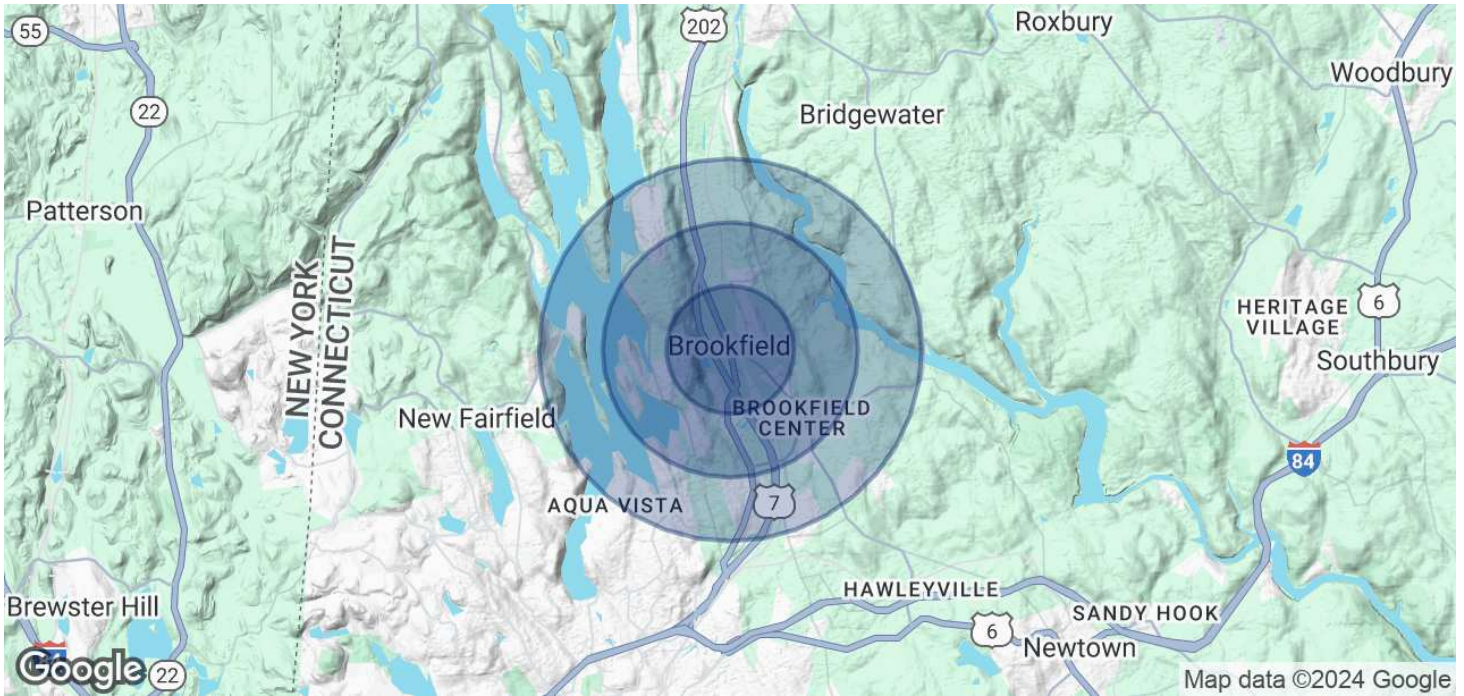 55
202
Roxbury
Woodbury
22
Bridgewater
Patterson
NEW YORK
CONNECTICUT
HERITAGE
VILLAGE
6
Brookfield
Southbury
New Fairfield
BROOKFIELD
CENTER
84
AQUA VISTA
7
HAWLEYVILLE
Brewster Hill
SANDY HOOK
6
Newtown
Google
22
Map data ©2024 Google